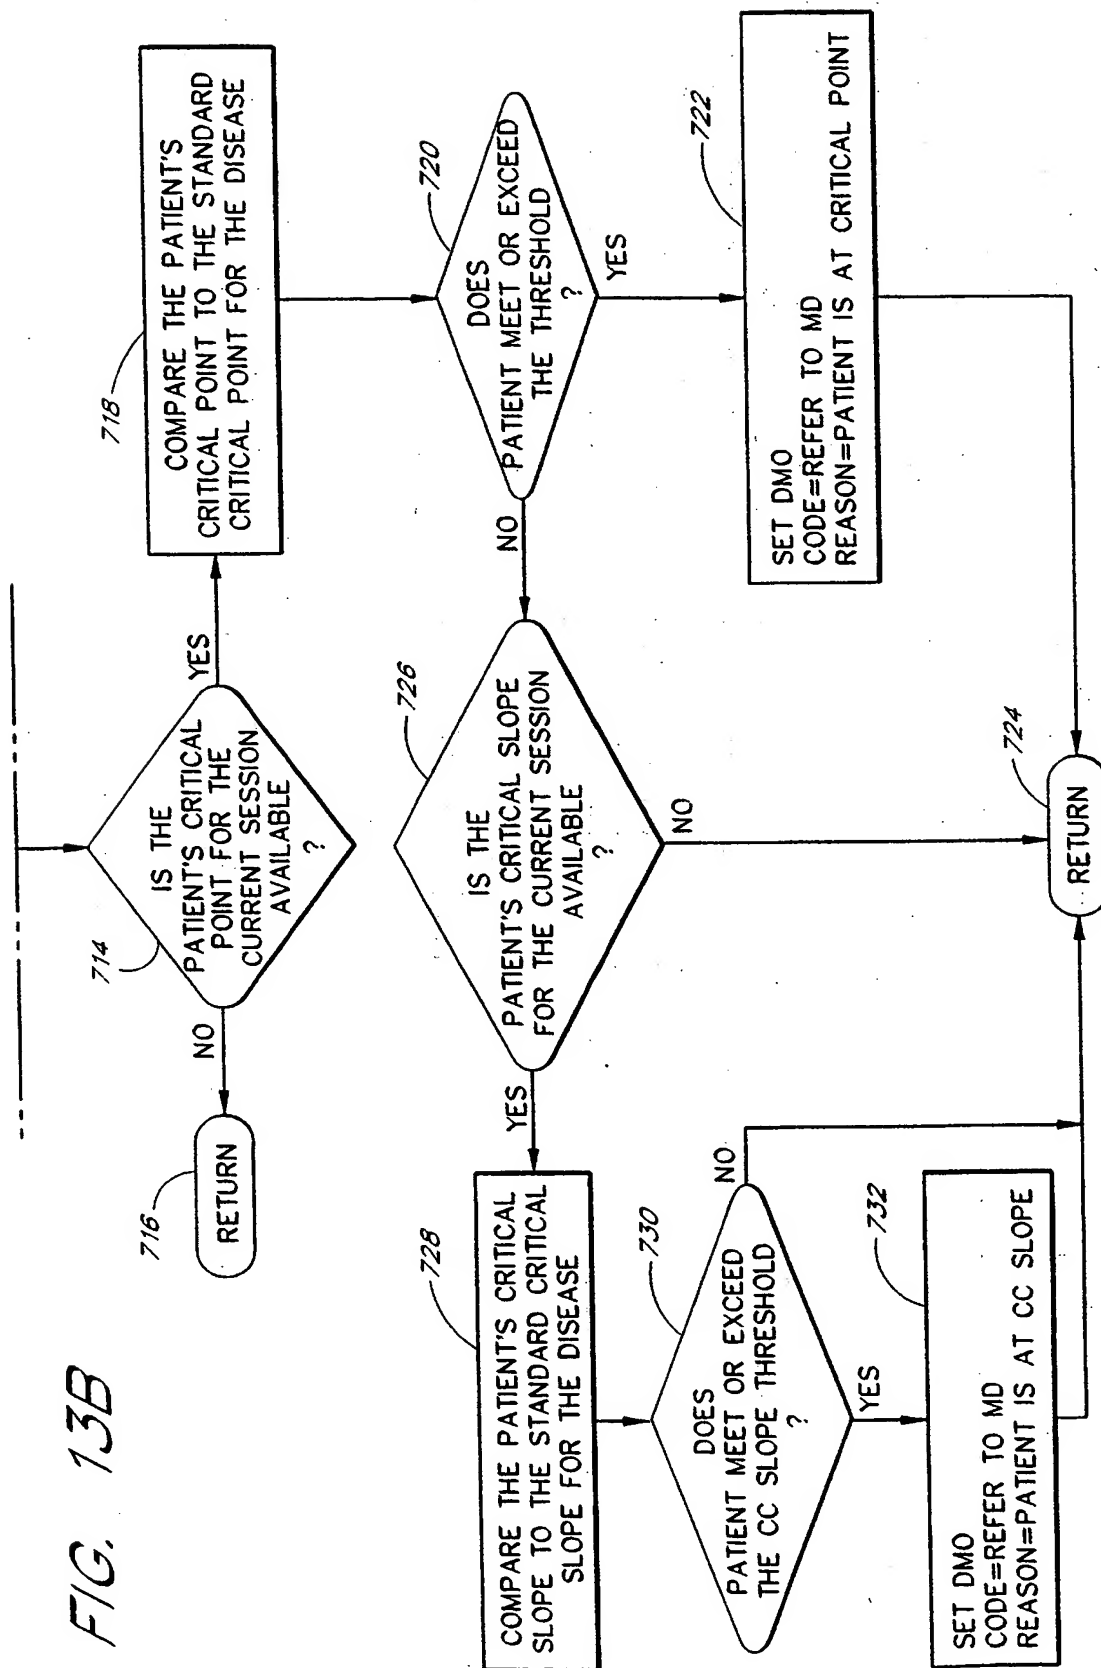 FIG. 13B
714
IS THE
PATIENT'S CRITICAL
POINT FOR THE
CURRENT SESSION
AVAILABLE
?
NO
YES
716
RETURN
718
COMPARE THE PATIENT'S
CRITICAL POINT TO THE STANDARD
CRITICAL POINT FOR THE DISEASE
720
DOES
PATIENT MEET OR EXCEED
THE THRESHOLD
?
NO
YES
722
SET DMO
CODE=REFER TO MD
REASON=PATIENT IS AT CRITICAL POINT
726
IS THE
PATIENT'S CRITICAL SLOPE
FOR THE CURRENT SESSION
AVAILABLE
?
YES
NO
724
RETURN
728
COMPARE THE PATIENT'S CRITICAL
SLOPE TO THE STANDARD CRITICAL
SLOPE FOR THE DISEASE
730
DOES
PATIENT MEET OR EXCEED
THE CC SLOPE THRESHOLD
?
NO
YES
732
SET DMO
CODE=REFER TO MD
REASON=PATIENT IS AT CC SLOPE